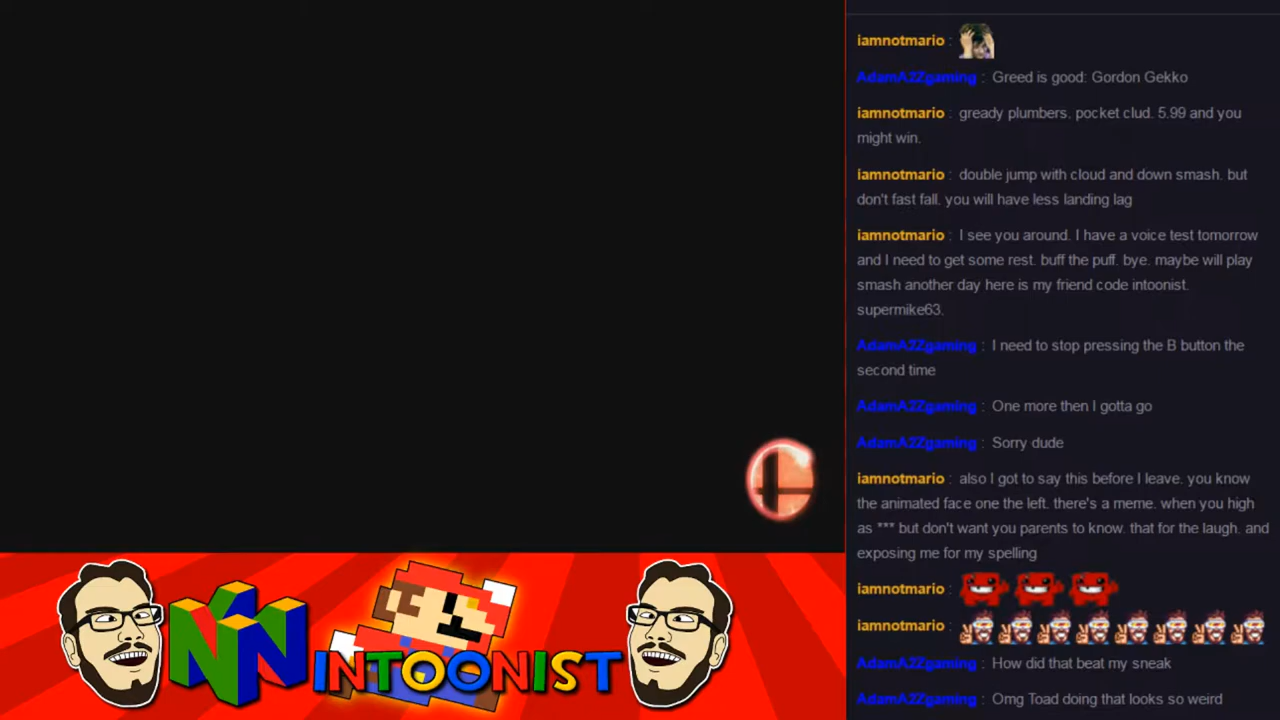 iamnotmario :
AdamA2Zgaming : Greed is good: Gordon Gekko
iamnotmario : gready plumbers. pocket clud. 5.99 and you
might win.
iamnotmario : double jump with cloud and down smash. but
don't fast fall. you will have less landing lag
iamnotmario : I see you around. I have a voice test tomorrow
and I need to get some rest. buff the puff. bye. maybe will play
smash another day here is my friend code intoonist.
supermike63.
AdamA2Zgaming : I need to stop pressing the B button the
second time
AdamA2Zgaming : One more then I gotta go
AdamA2Zgaming : Sorry dude
iamnotmario : also I got to say this before I leave. you know
the animated face one the left. there's a meme. when you high
as *** but don't want you parents to know. that for the laugh. and
exposing me for my spelling
iamnotmario :
iamnotmario :
AdamA2Zgaming : How did that beat my sneak
AdamA2Zgaming : Omg Toad doing that looks so weird
NINTOONIST